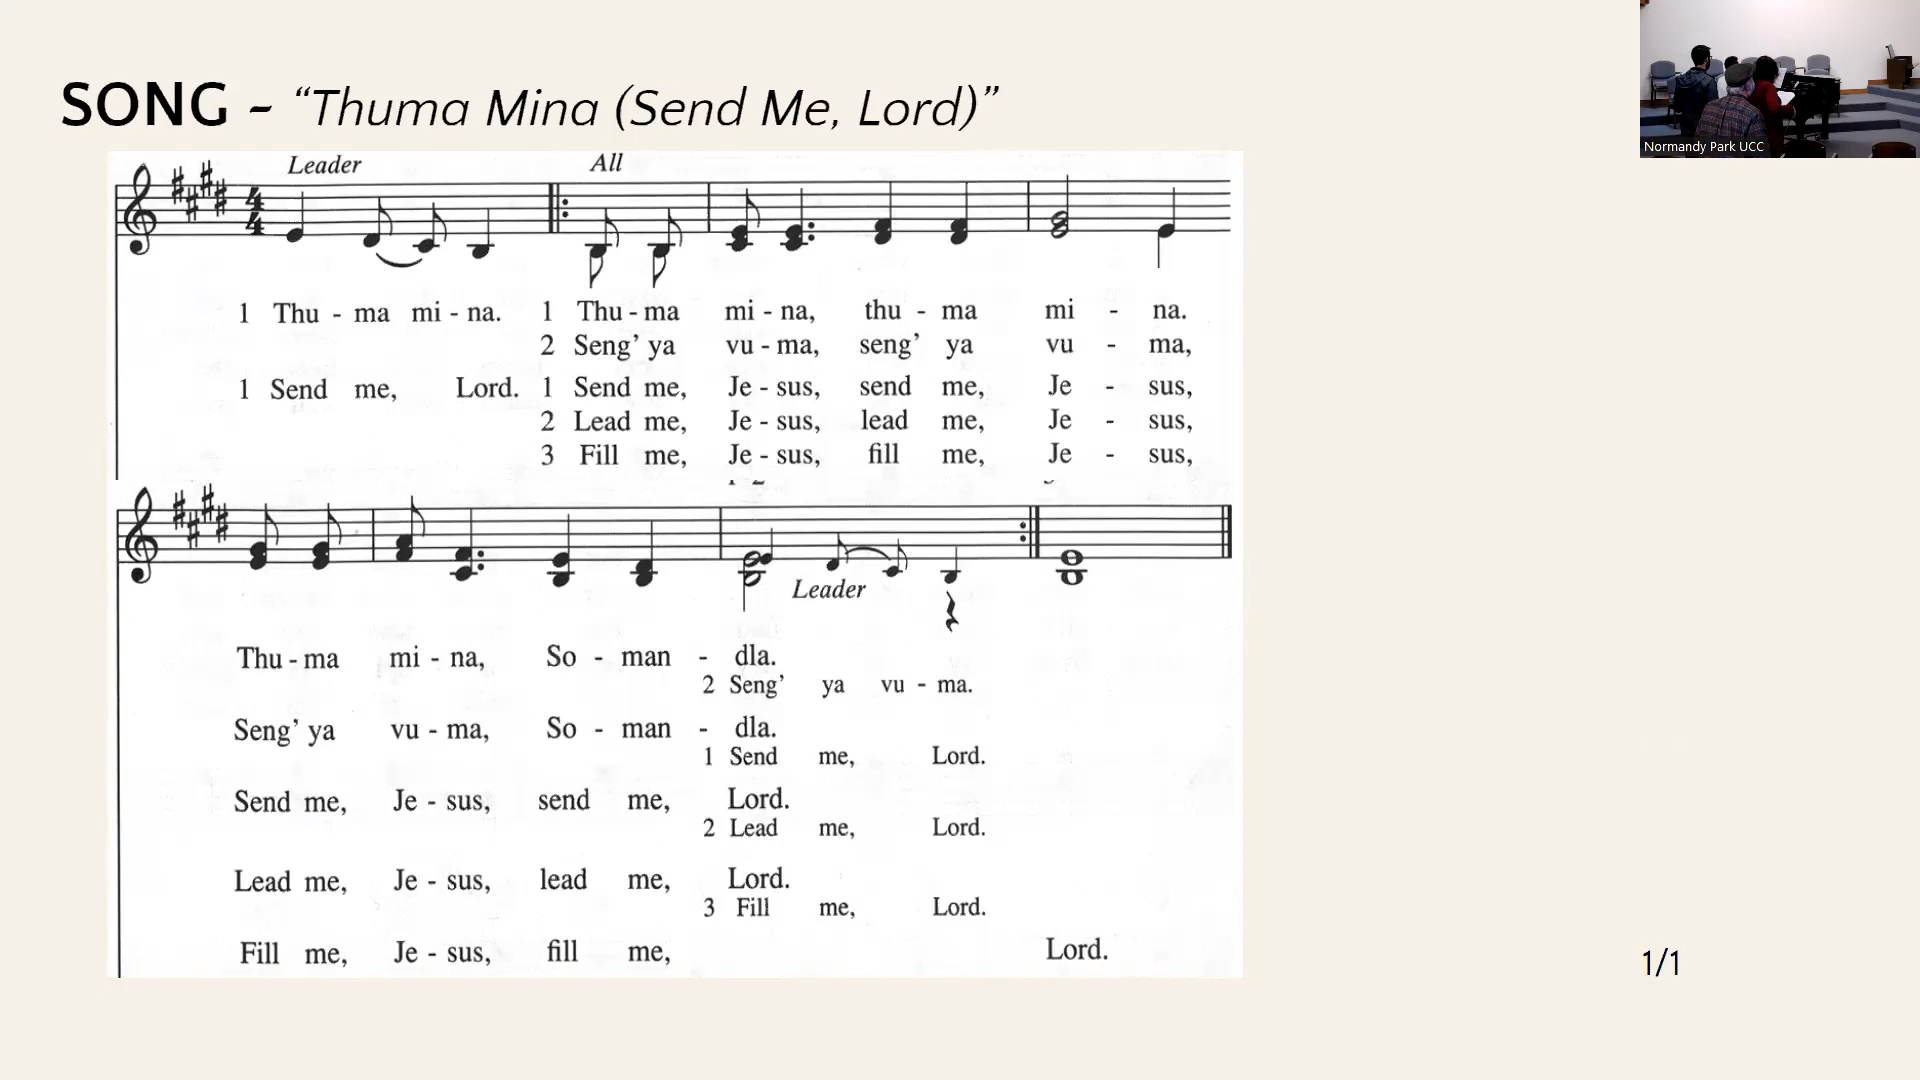 SONG - “Thuma Mina (Send Me, Lord)”
Normandy Park UCC
Leader All
1 Thu - ma mi - na. 1 Thu - ma mi - na, thu - ma mi - na.
2 Seng’ ya vu - ma, seng’ ya vu - ma,
1 Send me, Lord. 1 Send me, Je - sus, send me, Je - sus,
2 Lead me, Je - sus, lead me, Je - sus,
3 Fill me, Je - sus, fill me, Je - sus,
Leader
Thu - ma mi - na, So - man - dla.
2 Seng’ ya vu - ma.
Seng’ ya vu - ma, So - man - dla.
1 Send me, Lord.
Send me, Je - sus, send me, Lord.
2 Lead me, Lord.
Lead me, Je - sus, lead me, Lord.
3 Fill me, Lord.
Fill me, Je - sus, fill me, Lord.
1/1